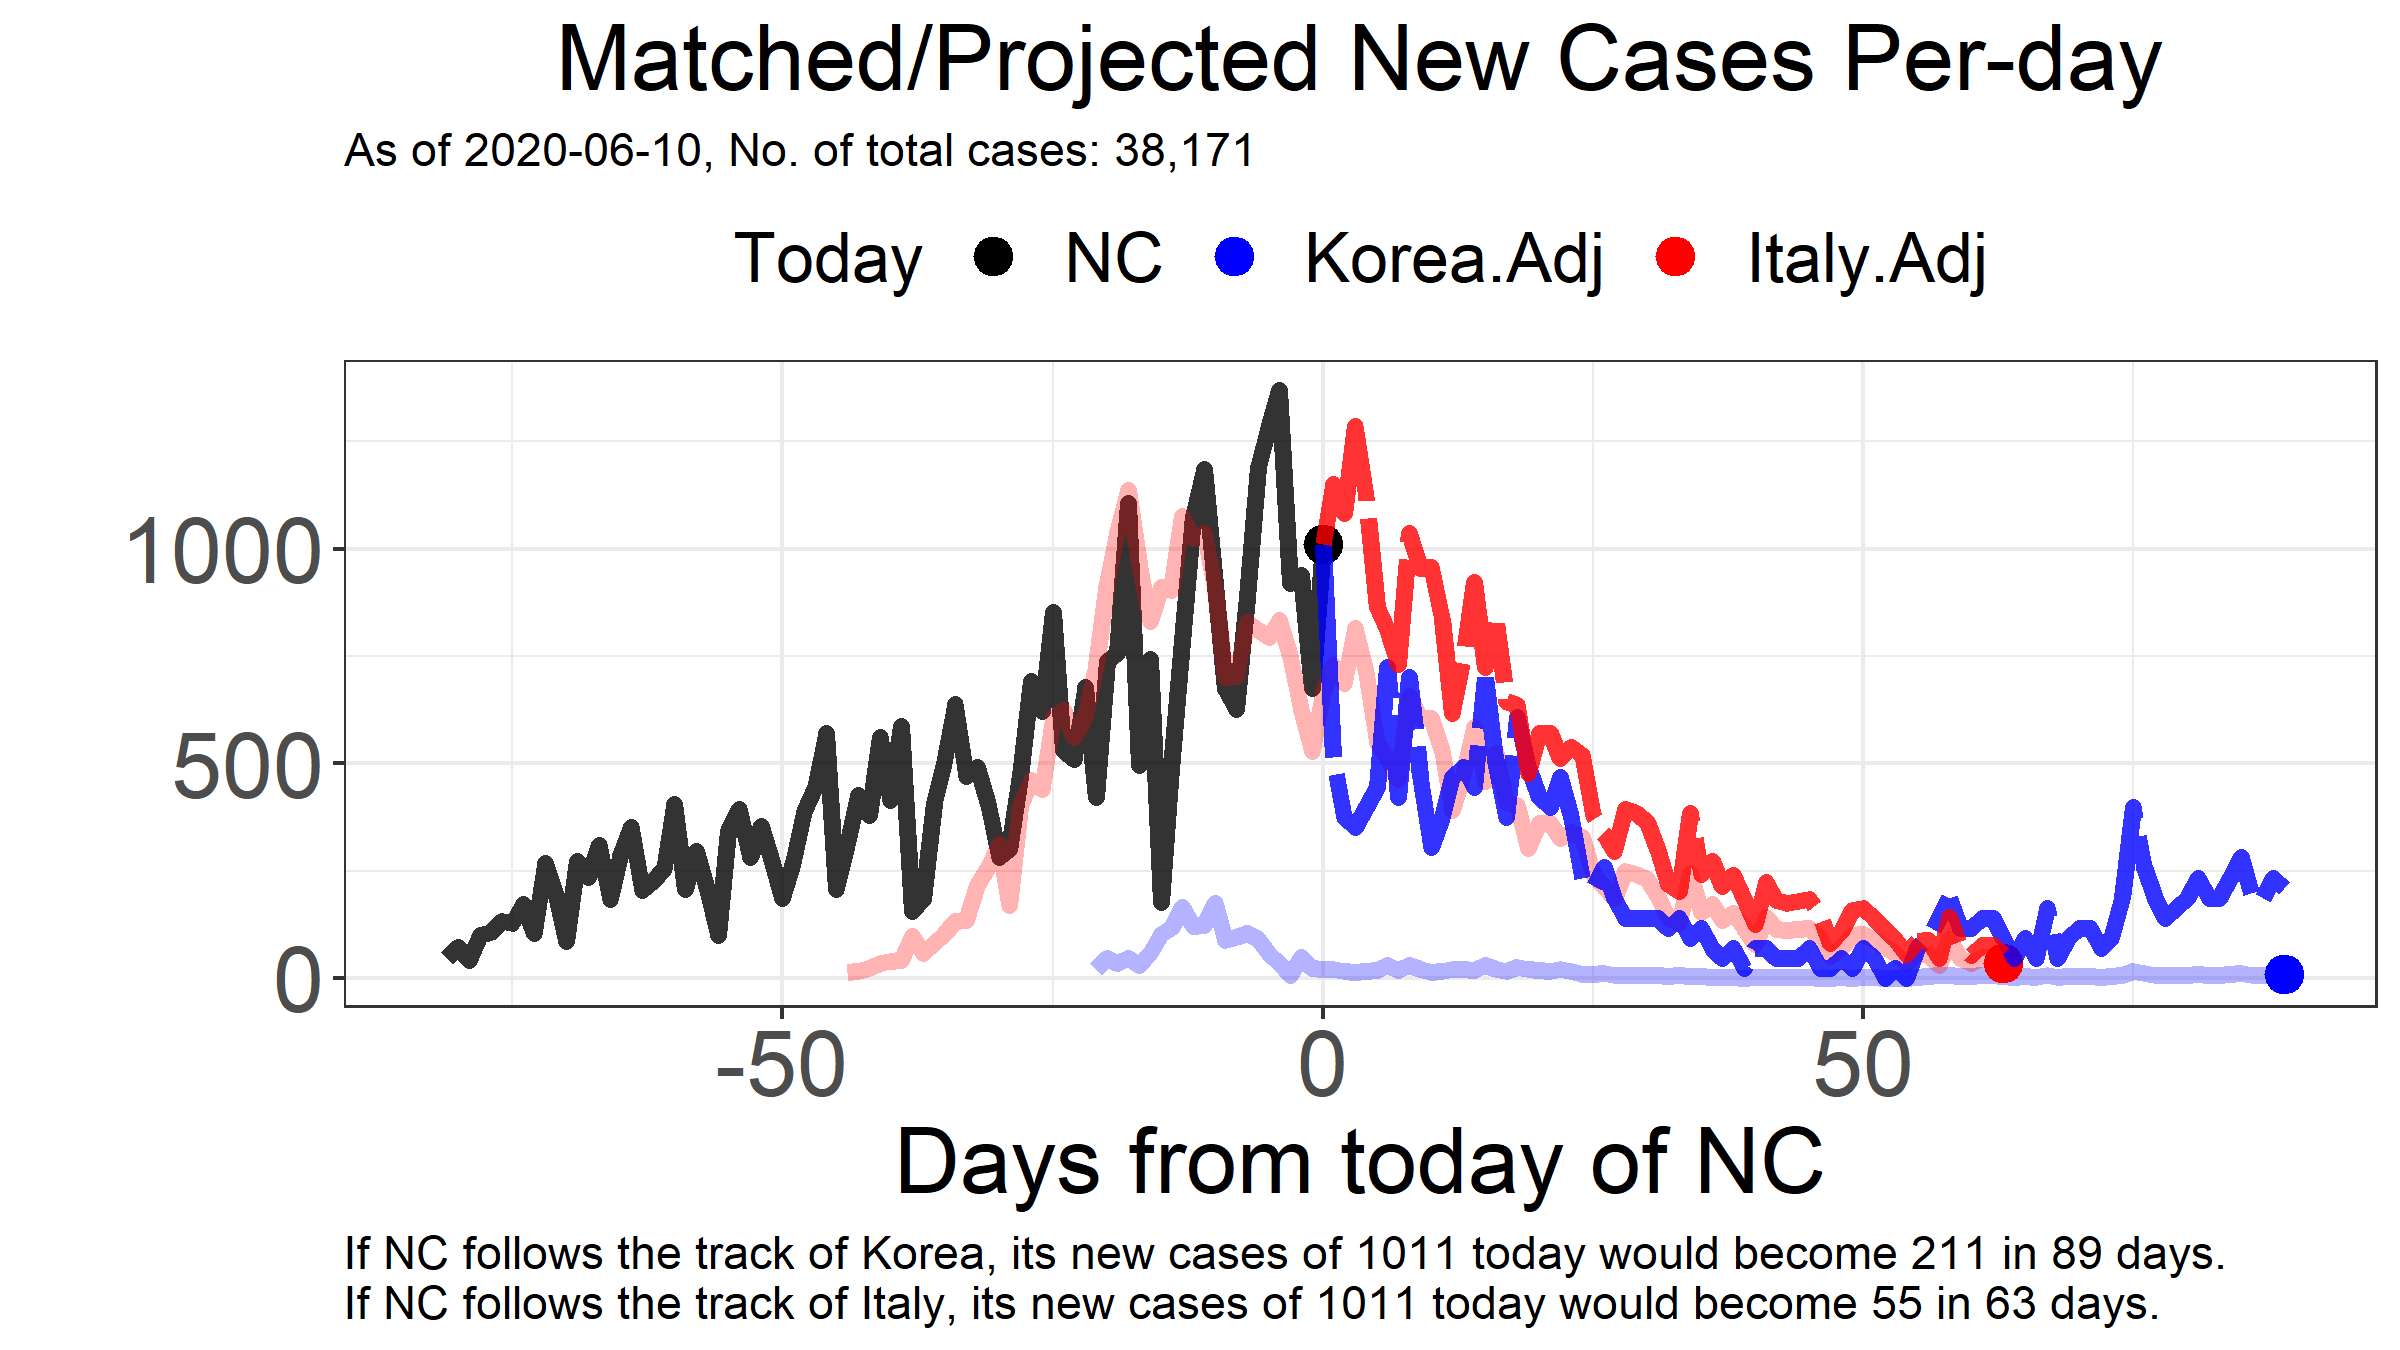 Matched/Projected New Cases Per-day
As of 2020-06-10, No. of total cases: 38,171
Today NC Korea.Adj Italy.Adj
1000
500
0
-50 0 50
Days from today of NC
If NC follows the track of Korea, its new cases of 1011 today would become 211 in 89 days.
If NC follows the track of Italy, its new cases of 1011 today would become 55 in 63 days.